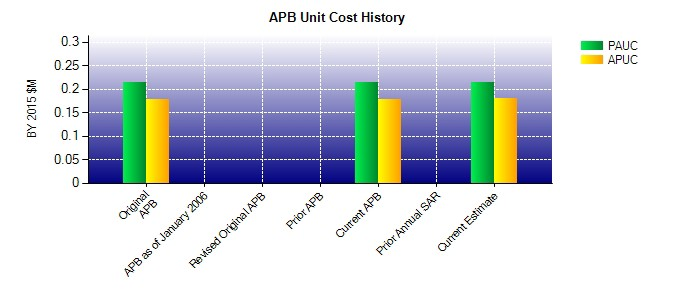 APB Unit Cost History
BY 2015 $M
0.3
0.25
0.2
0.15
0.1
0.05
0
Original
APB
APB as of January 2006
Revised Original APB
Prior APB
Current APB
Prior Annual SAR
Current Estimate
PAUC
APUC